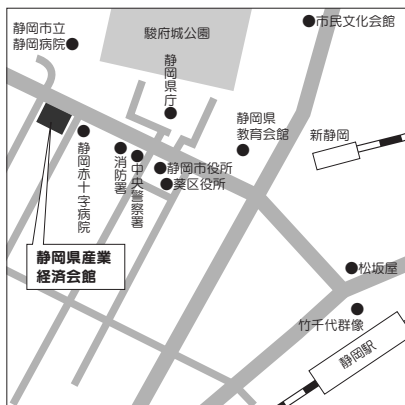 静岡市立
静岡病院
駿府城公園
市民文化会館
静岡県庁
静岡県
教育会館
新静岡
静岡赤十字病院
消防署
中央警察署
静岡市役所
葵区役所
静岡県産業
経済会館
松坂屋
竹千代群像
静岡駅